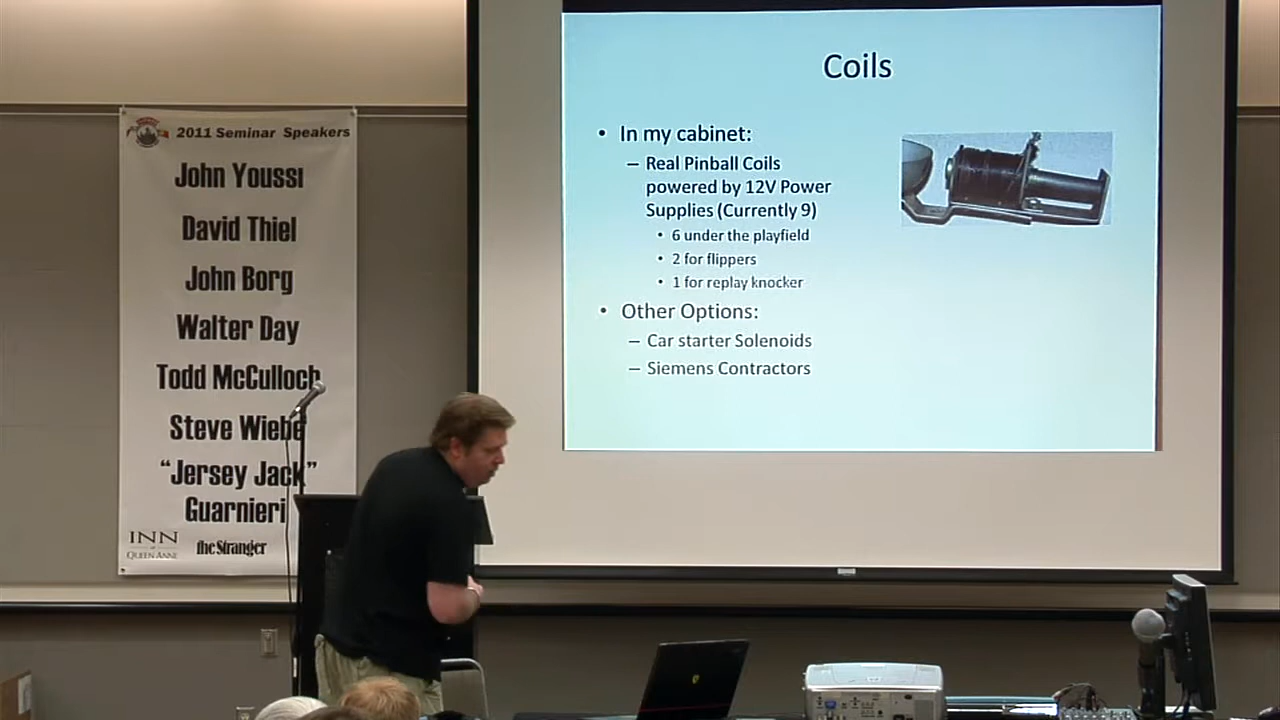 2011 Seminar Speakers
John Youssi
David Thiel
John Borg
Walter Day
Todd McCulloch
Steve Wiebe
"Jersey Jack"
Guarnieri
INN
at
QUEEN ANNE
the Stranger
Coils
• In my cabinet:
– Real Pinball Coils
powered by 12V Power
Supplies (Currently 9)
• 6 under the playfield
• 2 for flippers
• 1 for replay knocker
• Other Options:
– Car starter Solenoids
– Siemens Contractors